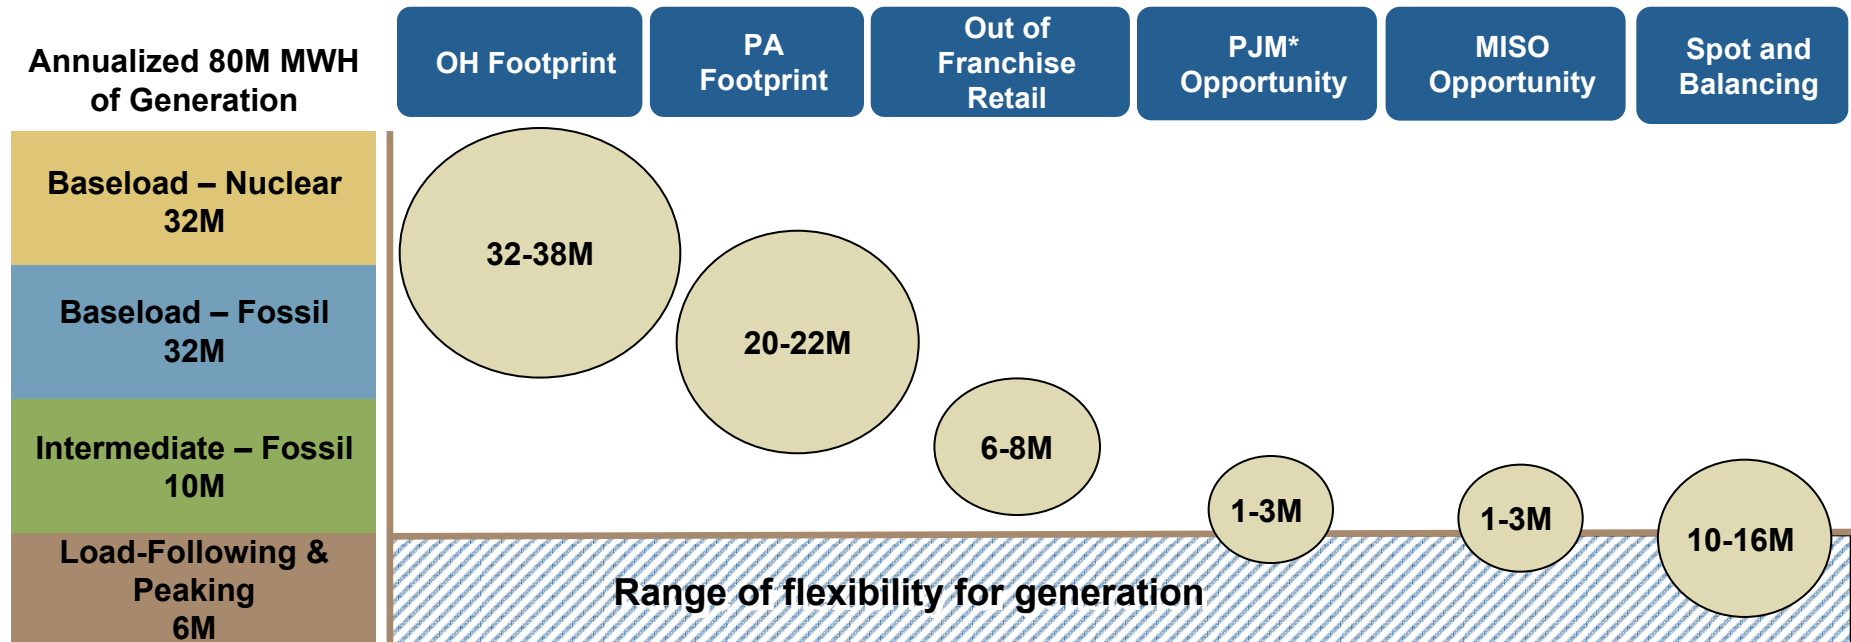 Annualized 80M MWH
of Generation
OH Footprint
PA
Footprint
Out of
Franchise
Retail
PJM*
Opportunity
MISO
Opportunity
Spot and
Balancing
Baseload – Nuclear
32M
Baseload – Fossil
32M
Intermediate – Fossil
10M
Load-Following &
Peaking
6M
32-38M
20-22M
6-8M
1-3M
1-3M
10-16M
Range of flexibility for generation